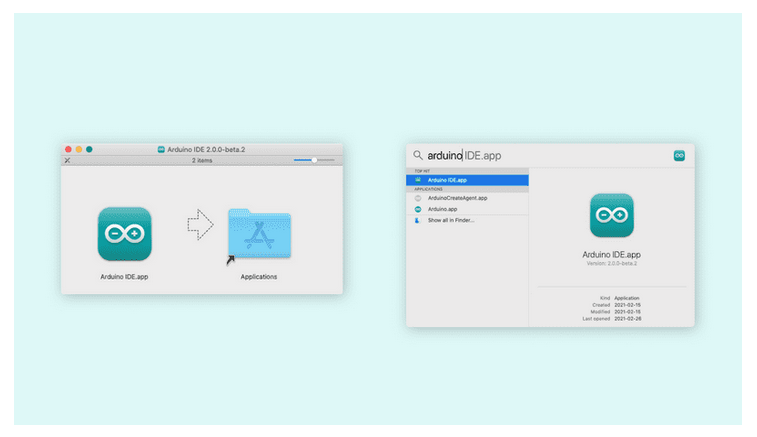 Arduino IDE 2.0.0-beta.2
2 items
Arduino IDE.app
Applications
arduino IDE.app
TOP HIT
Arduino IDE.app
APPLICATIONS
ArduinoCreateAgent.app
Arduino.app
Show all in Finder...
Arduino IDE.app
Version: 2.0.0-beta.2
Kind Application
Created 2021-02-15
Modified 2021-02-15
Last opened 2021-02-26